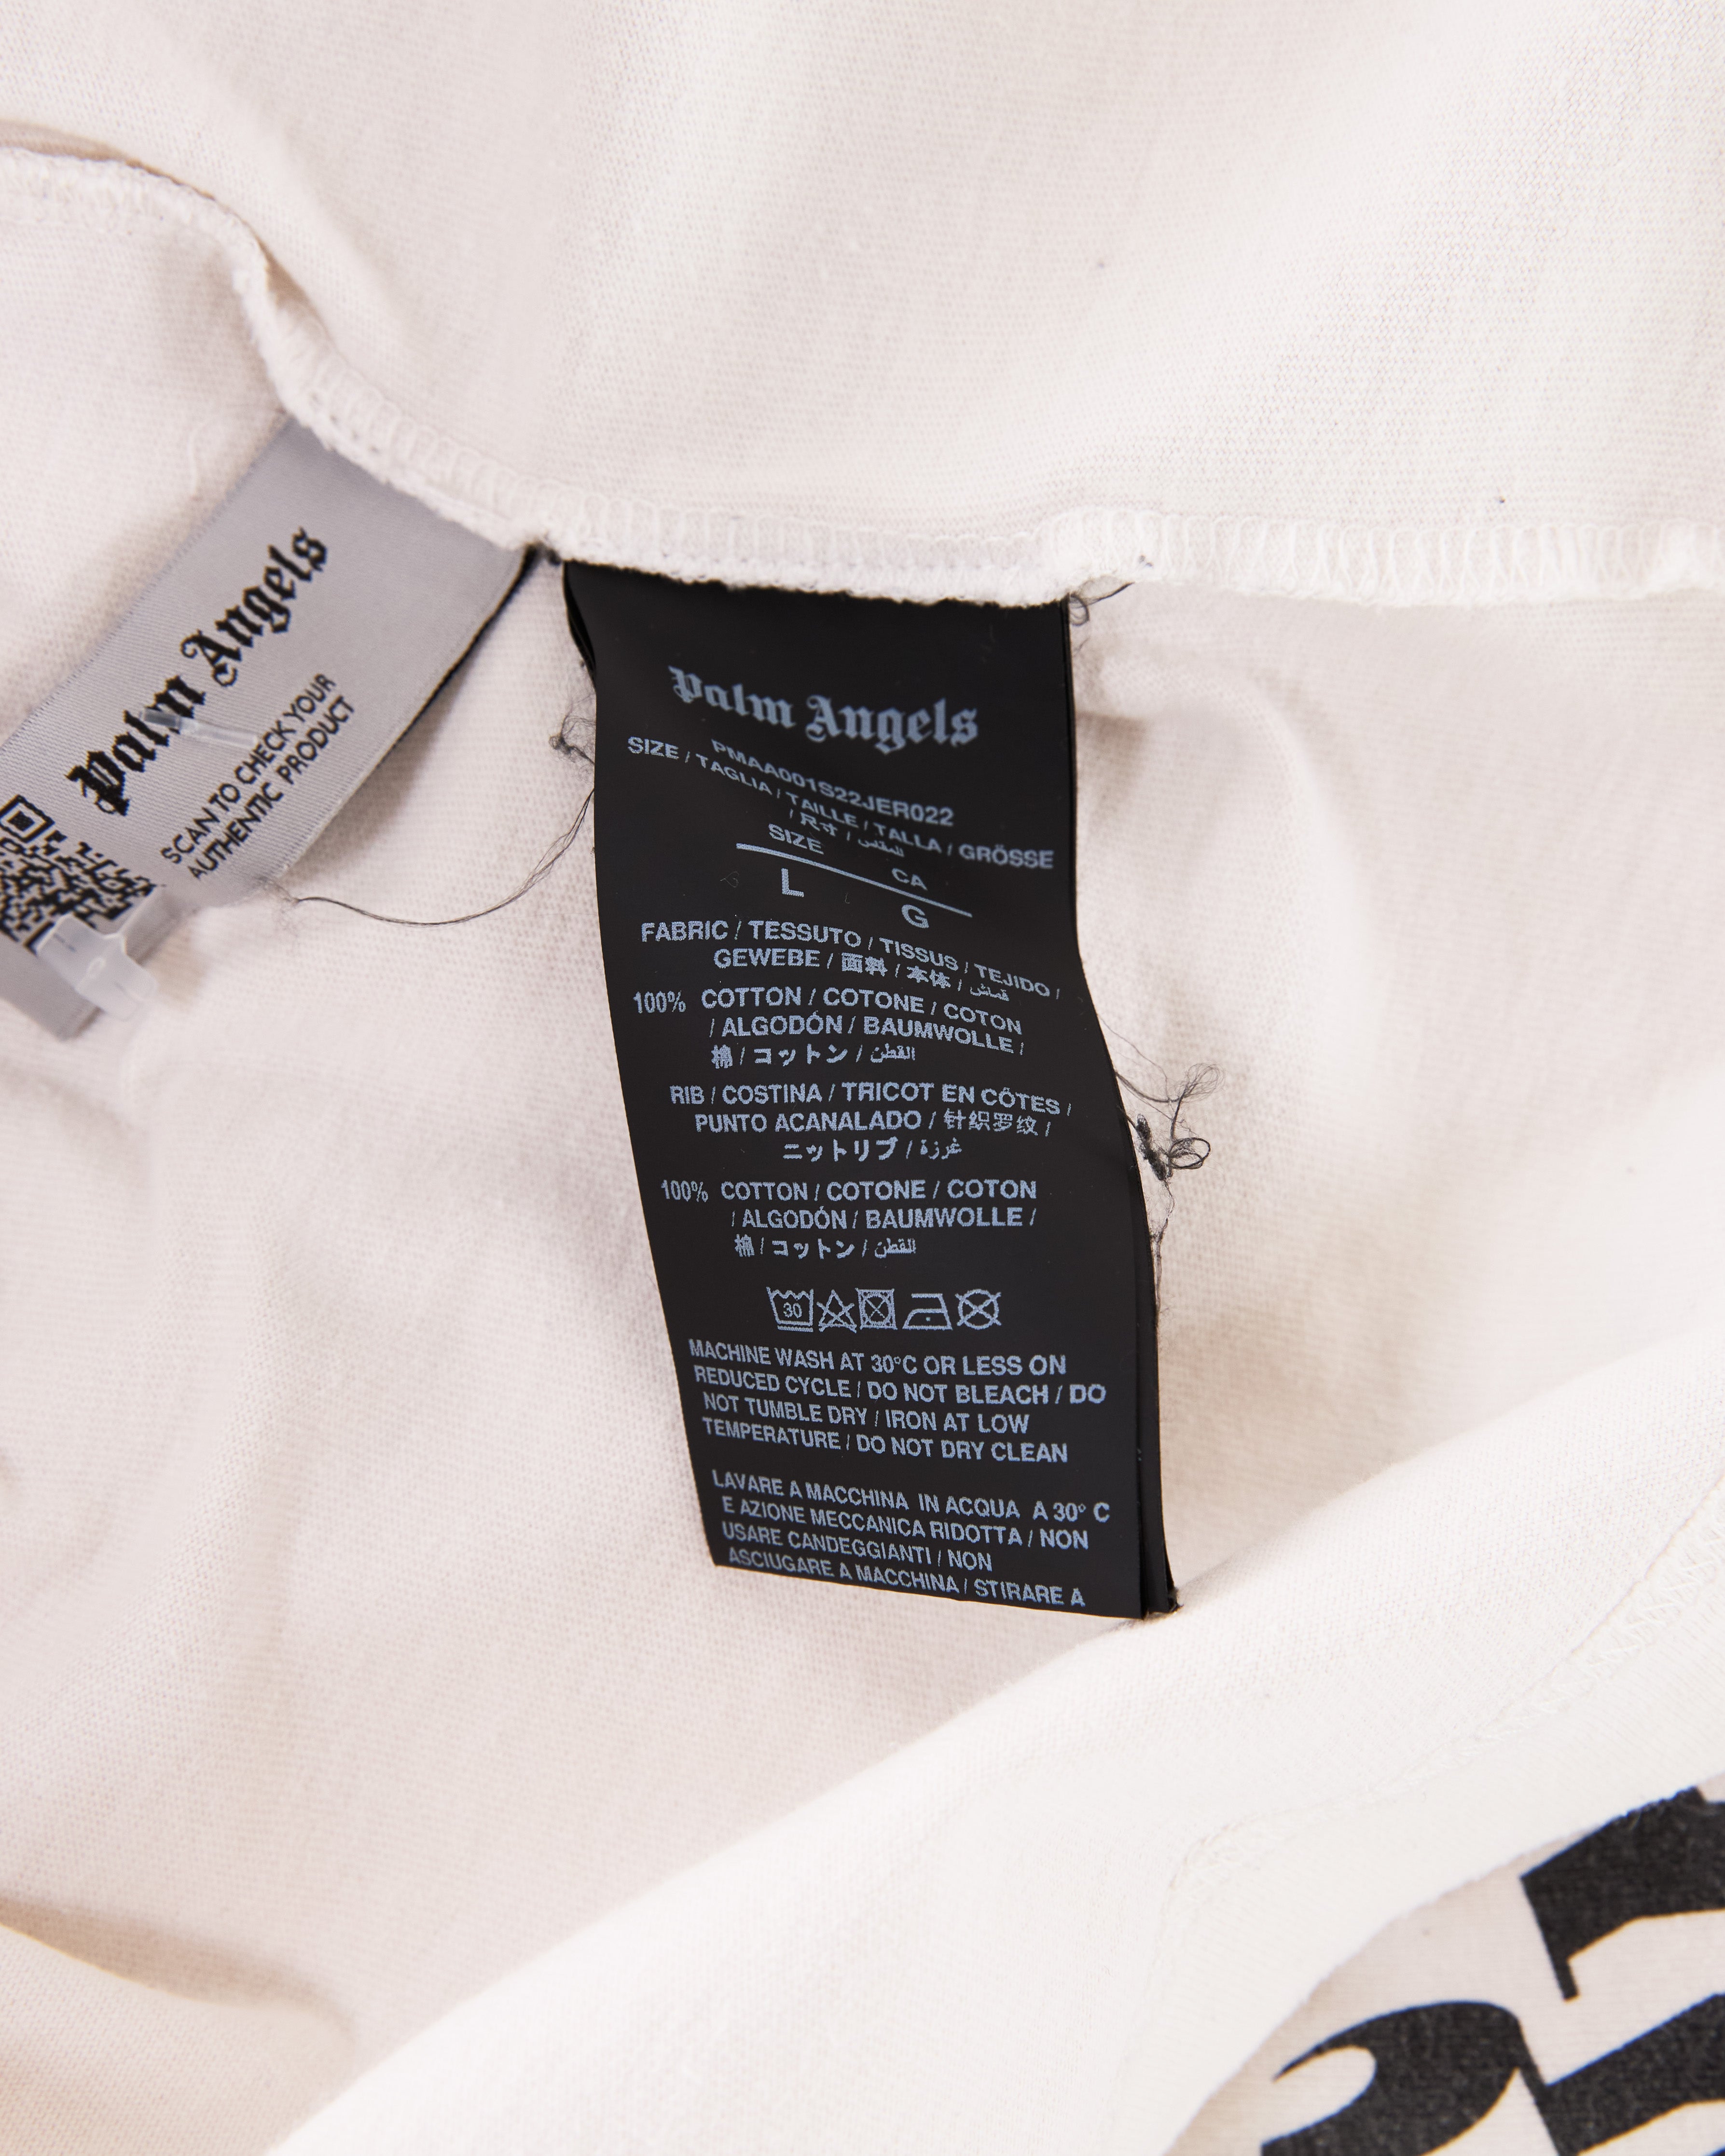 Palm Angels
SCAN TO CHECK YOUR
AUTHENTIC PRODUCT
Palm Angels
PMAA001S22JER022
SIZE / TAGLIA / TAILLE / TALLA / GRÖSSE
/ 尺寸 / المقاس
SIZE CA
L G
FABRIC / TESSUTO / TISSUS / TEJIDO /
GEWEBE / 面料 / 本体 / قماش
100% COTTON / COTONE / COTON
/ ALGODÓN / BAUMWOLLE /
棉 / コットン / القطن
RIB / COSTINA / TRICOT EN CÔTES /
PUNTO ACANALADO / 针织罗纹 /
ニットリブ / غرزة
100% COTTON / COTONE / COTON
/ ALGODÓN / BAUMWOLLE /
棉 / コットン / القطن
30
MACHINE WASH AT 30°C OR LESS ON
REDUCED CYCLE / DO NOT BLEACH / DO
NOT TUMBLE DRY / IRON AT LOW
TEMPERATURE / DO NOT DRY CLEAN
LAVARE A MACCHINA IN ACQUA A 30° C
E AZIONE MECCANICA RIDOTTA / NON
USARE CANDEGGIANTI / NON
ASCIUGARE A MACCHINA / STIRARE A